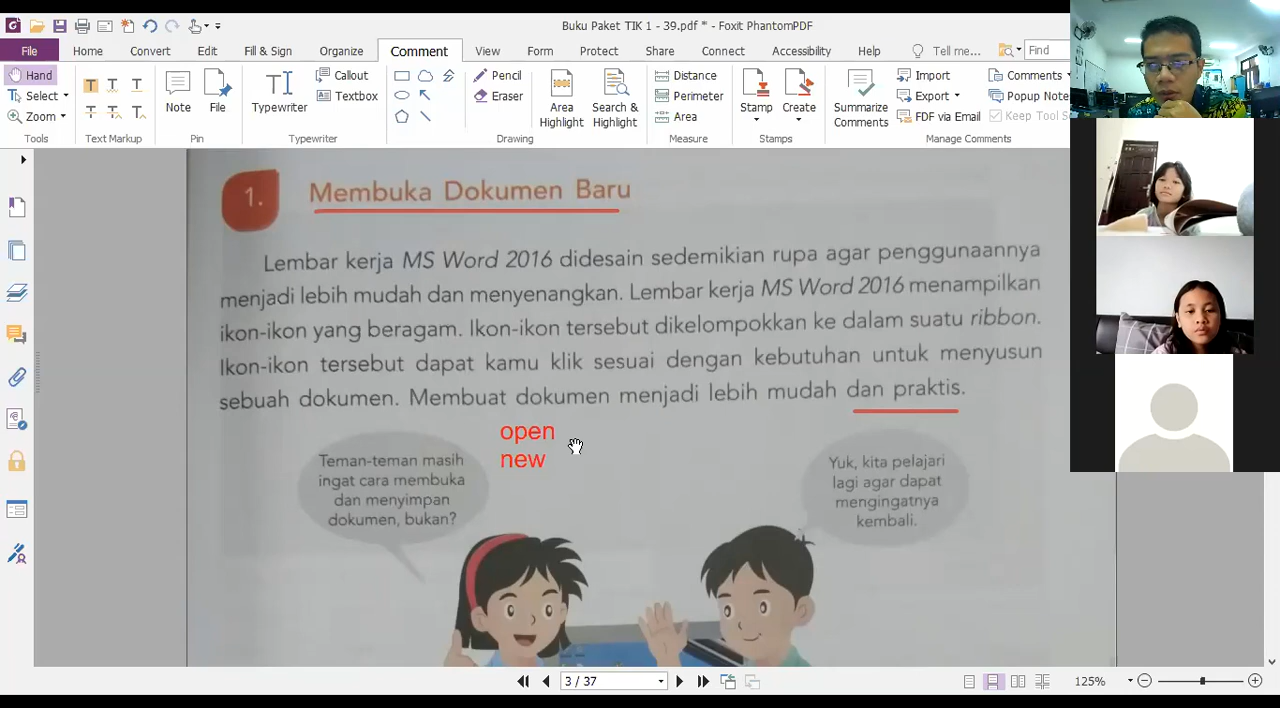 Buku Paket TIK 1 - 39.pdf * - Foxit PhantomPDF
File Home Convert Edit Fill & Sign Organize Comment View Form Protect Share Connect Accessibility Help Tell me... Find
Hand
Select
Zoom
Tools
Text Markup
Note
File
Pin
Typewriter
Callout
Textbox
Typewriter
Pencil
Eraser
Area Highlight
Search & Highlight
Drawing
Distance
Perimeter
Area
Measure
Stamp
Create
Stamps
Summarize Comments
Import
Export
FDF via Email
Comments
Popup Note
Keep Tool S
Manage Comments
1. Membuka Dokumen Baru
Lembar kerja MS Word 2016 didesain sedemikian rupa agar penggunaannya
menjadi lebih mudah dan menyenangkan. Lembar kerja MS Word 2016 menampilkan
ikon-ikon yang beragam. Ikon-ikon tersebut dikelompokkan ke dalam suatu ribbon.
Ikon-ikon tersebut dapat kamu klik sesuai dengan kebutuhan untuk menyusun
sebuah dokumen. Membuat dokumen menjadi lebih mudah dan praktis.
open
new
Teman-teman masih
ingat cara membuka
dan menyimpan
dokumen, bukan?
Yuk, kita pelajari
lagi agar dapat
mengingatnya
kembali.
3 / 37
125%